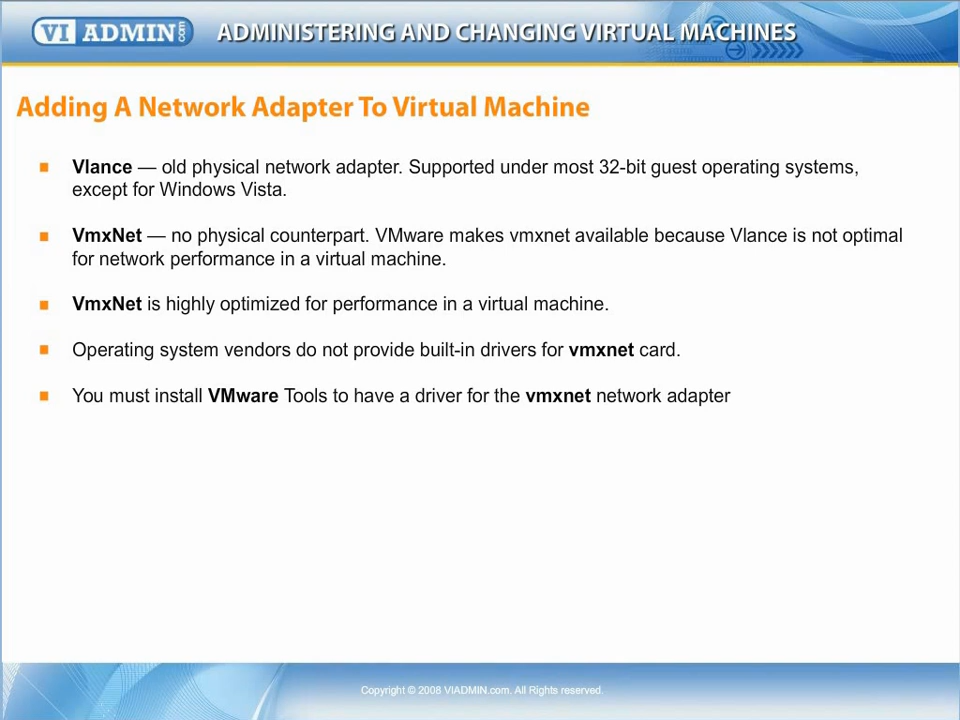 VI ADMIN.com
ADMINISTERING AND CHANGING VIRTUAL MACHINES
Adding A Network Adapter To Virtual Machine
Vlance — old physical network adapter. Supported under most 32-bit guest operating systems,
except for Windows Vista.
VmxNet — no physical counterpart. VMware makes vmxnet available because Vlance is not optimal
for network performance in a virtual machine.
VmxNet is highly optimized for performance in a virtual machine.
Operating system vendors do not provide built-in drivers for vmxnet card.
You must install VMware Tools to have a driver for the vmxnet network adapter
Copyright © 2008 VIADMIN.com. All Rights reserved.